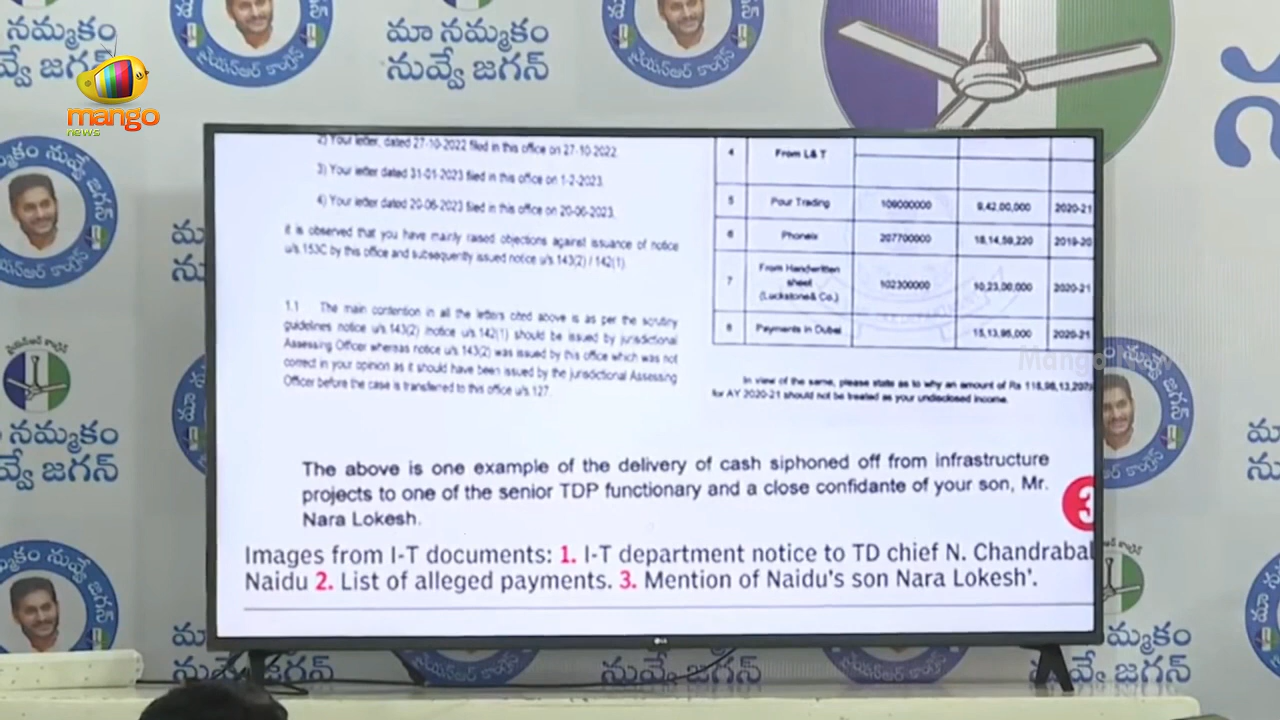 మా నమ్మకం
నువ్వే జగన్
mango
news
2) Your letter, dated 27-10-2022 filed in this office on 27-10-2022.
3) Your letter dated 31-01-2023 filed in this office on 1-2-2023.
4) Your letter dated 20-06-2023 filed in this office on 20-06-2023.
it is observed that you have mainly raised objections against issuance of notice
u/s 153C by this office and subsequently issued notice u/s 143(2) / 142(1)
1.1 The main contention in all the letters cited above is as per the scrutiny
guidelines notice u/s 143(2) /notice u/s 142(1) should be issued by jurisdictional
Assessing Officer whereas notice u/s 143(2) was issued by this office which was not
correct in your opinion as it should have been issued by the jurisdictional Assessing
Officer before the case is transferred to this office u/s 127.
4 From L& T
5 Pour Trading 109000000 9,42,00,000 2020-21
6 Phoneix 207700000 18,14,59,220 2019-20
7 From Handwritten sheet (Luckstone& Co.) 102300000 10,23,00,000 2020-21
8 Payments in Dubai 15,13,95,000 2020-21
In view of the same, please state as to why an amount of Rs 118,98,13,207/-
for AY 2020-21 should not be treated as your undisclosed income.
The above is one example of the delivery of cash siphoned off from infrastructure
projects to one of the senior TDP functionary and a close confidante of your son, Mr.
Nara Lokesh.
3
Images from I-T documents: 1. I-T department notice to TD chief N. Chandrabal
Naidu 2. List of alleged payments. 3. Mention of Naidu's son Nara Lokesh'.
LG
Mango News